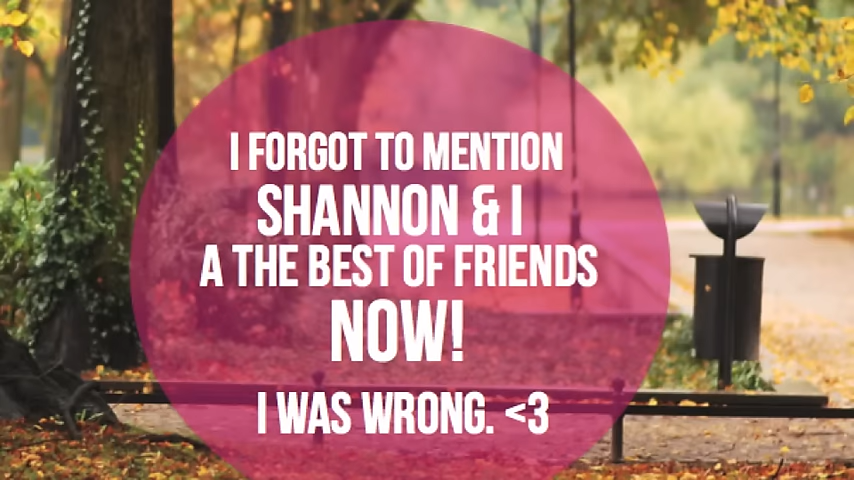 I FORGOT TO MENTION
SHANNON & I
A THE BEST OF FRIENDS
NOW!
I WAS WRONG. <3